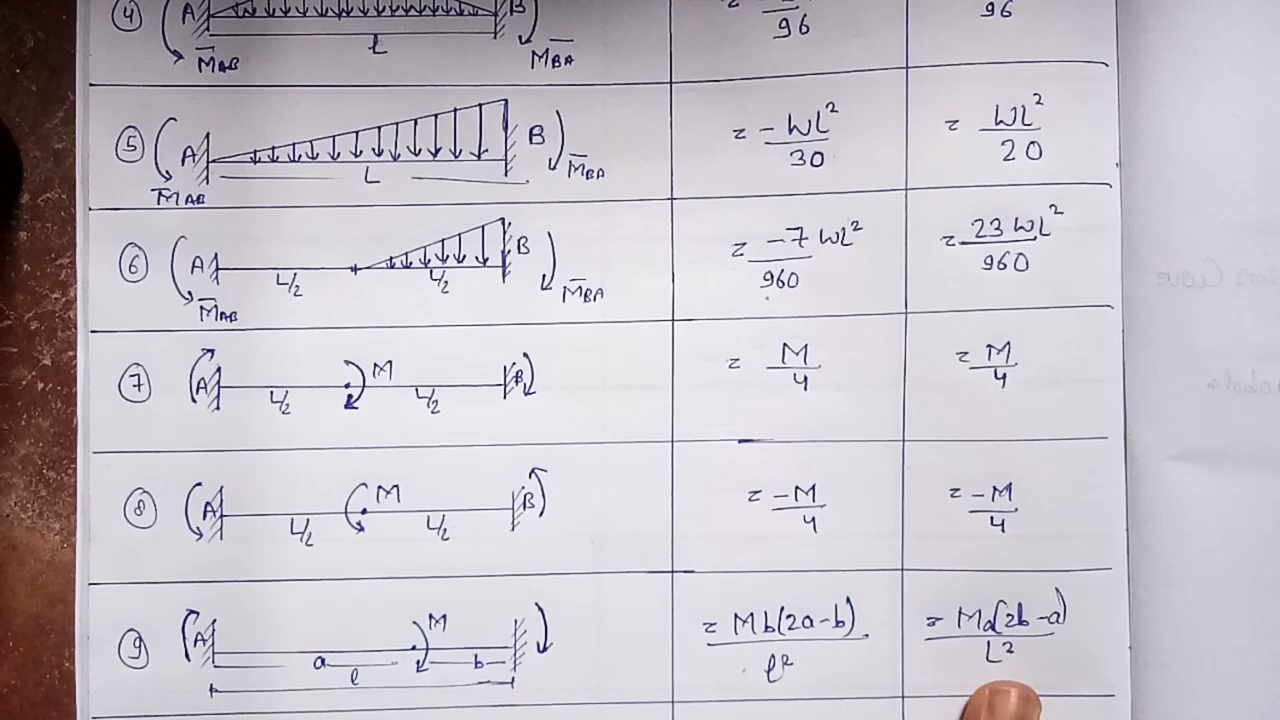 ④ A B = 96 96
l
M̅AB M̅BA
⑤ A B = -WL²/30 = WL²/20
L M̅BA
M̅AB
⑥ A B = -7WL²/960 = 23WL²/960
L/2 L/2 M̅BA
M̅AB
⑦ A M B = M/4 = M/4
L/2 L/2
⑧ A M B = -M/4 = -M/4
L/2 L/2
⑨ A M = Mb(2a-b)/l² = Ma(2b-a)/L²
a b
l